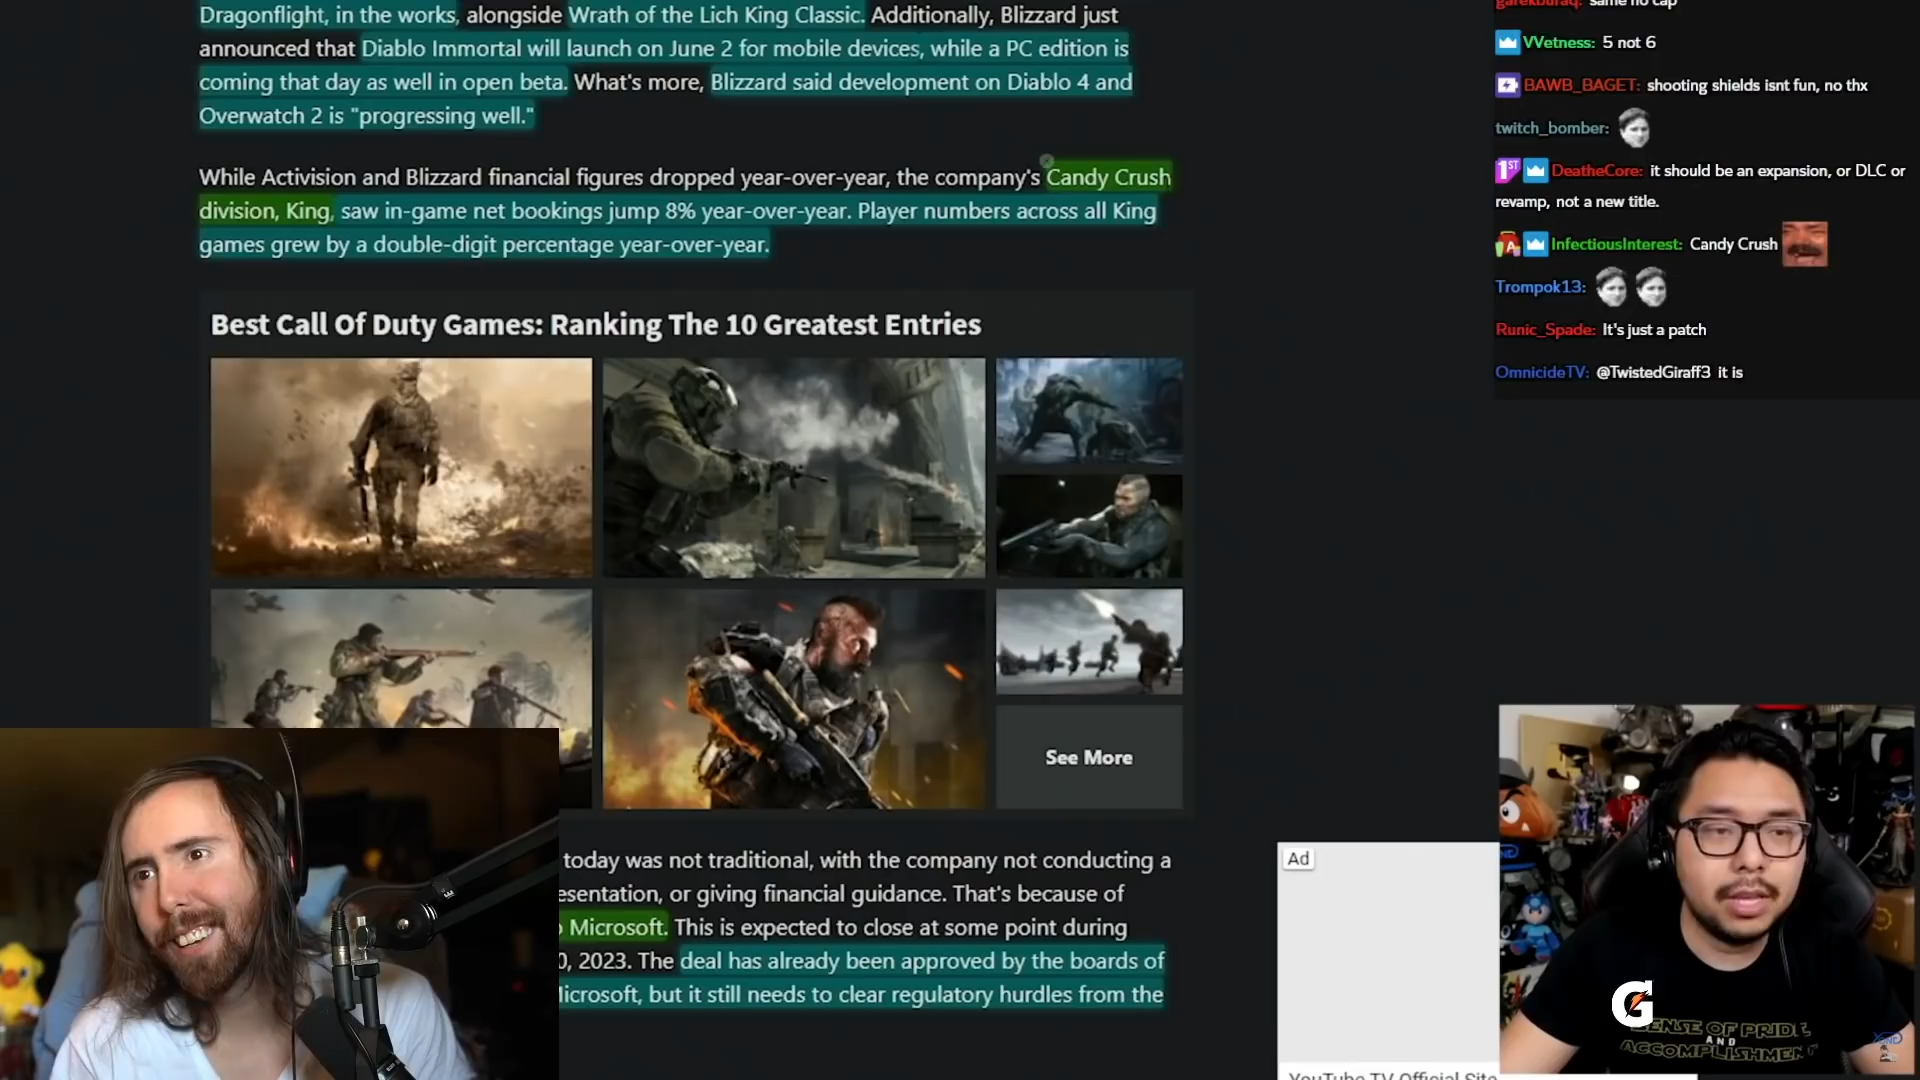 Dragonflight, in the works, alongside Wrath of the Lich King Classic. Additionally, Blizzard just
announced that Diablo Immortal will launch on June 2 for mobile devices, while a PC edition is
coming that day as well in open beta. What's more, Blizzard said development on Diablo 4 and
Overwatch 2 is "progressing well."
While Activision and Blizzard financial figures dropped year-over-year, the company's Candy Crush
division, King, saw in-game net bookings jump 8% year-over-year. Player numbers across all King
games grew by a double-digit percentage year-over-year.
Best Call Of Duty Games: Ranking The 10 Greatest Entries
See More
today was not traditional, with the company not conducting a
esentation, or giving financial guidance. That's because of
Microsoft. This is expected to close at some point during
0, 2023. The deal has already been approved by the boards of
Microsoft, but it still needs to clear regulatory hurdles from the
garekburaq: same no cap
VVetness: 5 not 6
BAWB_BAGET: shooting shields isnt fun, no thx
twitch_bomber:
1ST DeatheCore: it should be an expansion, or DLC or
revamp, not a new title.
InfectiousInterest: Candy Crush
Trompok13:
Runic_Spade: It's just a patch
OmnicideTV: @TwistedGiraff3 it is
Ad
YouTube TV Official Site
G
SENSE OF PRIDE
AND
ACCOMPLISHMENT